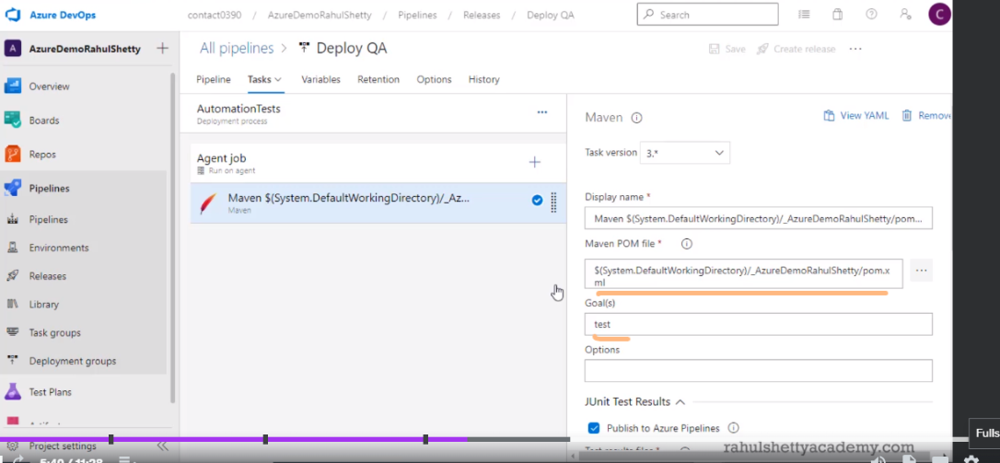 Azure DevOps
contact0390 / AzureDemoRahulShetty / Pipelines / Releases / Deploy QA
Search
C
A AzureDemoRahulShetty
Overview
Boards
Repos
Pipelines
Pipelines
Environments
Releases
Library
Task groups
Deployment groups
Test Plans
Project settings
All pipelines > Deploy QA
Save Create release
Pipeline Tasks Variables Retention Options History
AutomationTests
Deployment process
Agent job
Run on agent
Maven $(System.DefaultWorkingDirectory)/_Az...
Maven
Maven
View YAML Remove
Task version 3.*
Display name *
Maven $(System.DefaultWorkingDirectory)/_AzureDemoRahulShetty/pom...
Maven POM file *
$(System.DefaultWorkingDirectory)/_AzureDemoRahulShetty/pom.x
ml
Goal(s)
test
Options
JUnit Test Results
Publish to Azure Pipelines
Test results files *
rahulshettyacademy.com
Fulls
5:40 / 11:28